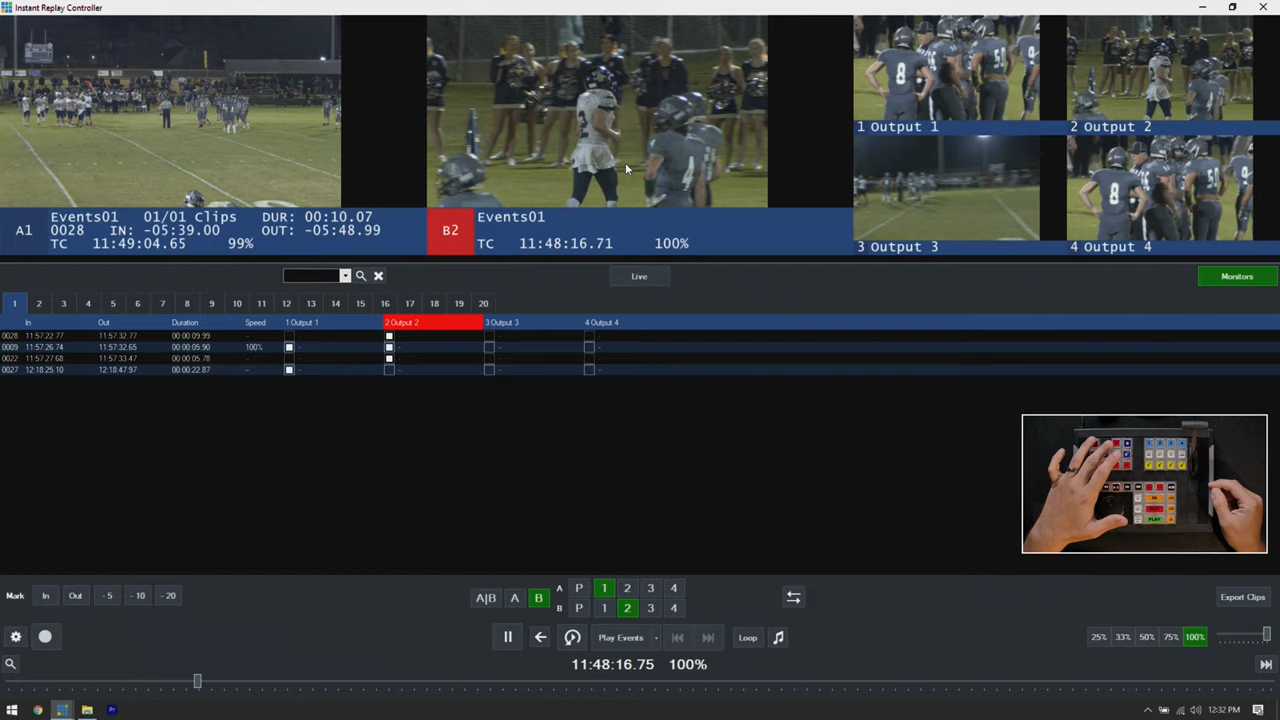 Instant Replay Controller
8
50
8
50
4
1 Output 1
2 Output 2
3 Output 3
4 Output 4
A1
Events01 01/01 Clips DUR: 00:10.07
0028 IN: -05:39.00 OUT: -05:48.99
TC 11:49:04.65 99%
B2
Events01
TC 11:48:16.71 100%
Live
Monitors
1 2 3 4 5 6 7 8 9 10 11 12 13 14 15 16 17 18 19 20
In Out Duration Speed 1 Output 1 2 Output 2 3 Output 3 4 Output 4
0028 11:57:22.77 11:57:32.77 00:00:09.99 -- - -
0009 11:57:26.74 11:57:32.65 00:00:05.90 100% - - - -
0022 11:57:27.68 11:57:33.47 00:00:05.78 -- - - - -
0027 12:18:25.10 12:18:47.97 00:00:22.87 -- - - - -
IN
PLAY
Mark In Out - 5 - 10 - 20
A|B A B
A P 1 2 3 4
B P 1 2 3 4
Export Clips
Play Events
Loop
25% 33% 50% 75% 100%
11:48:16.75 100%
12:32 PM